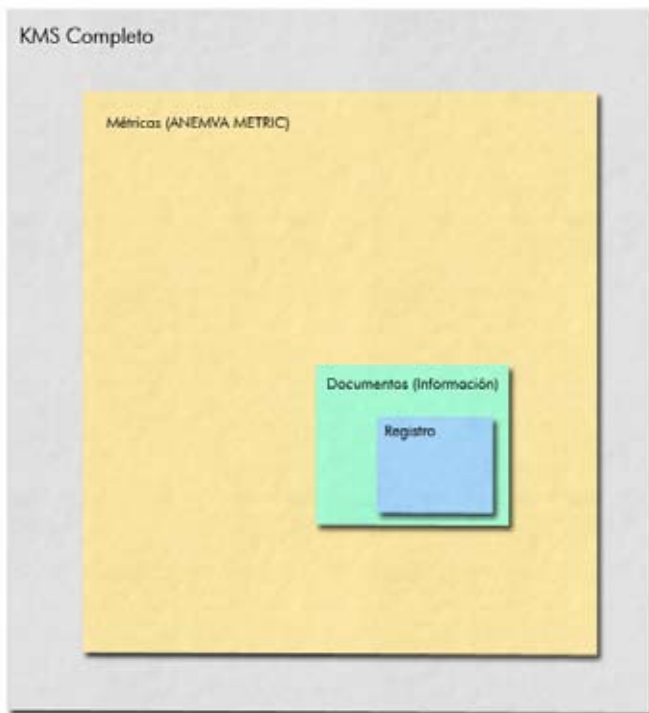 KMS Completo
Métricas (ANEMVA METRIC)
Documentos (Información)
Registro